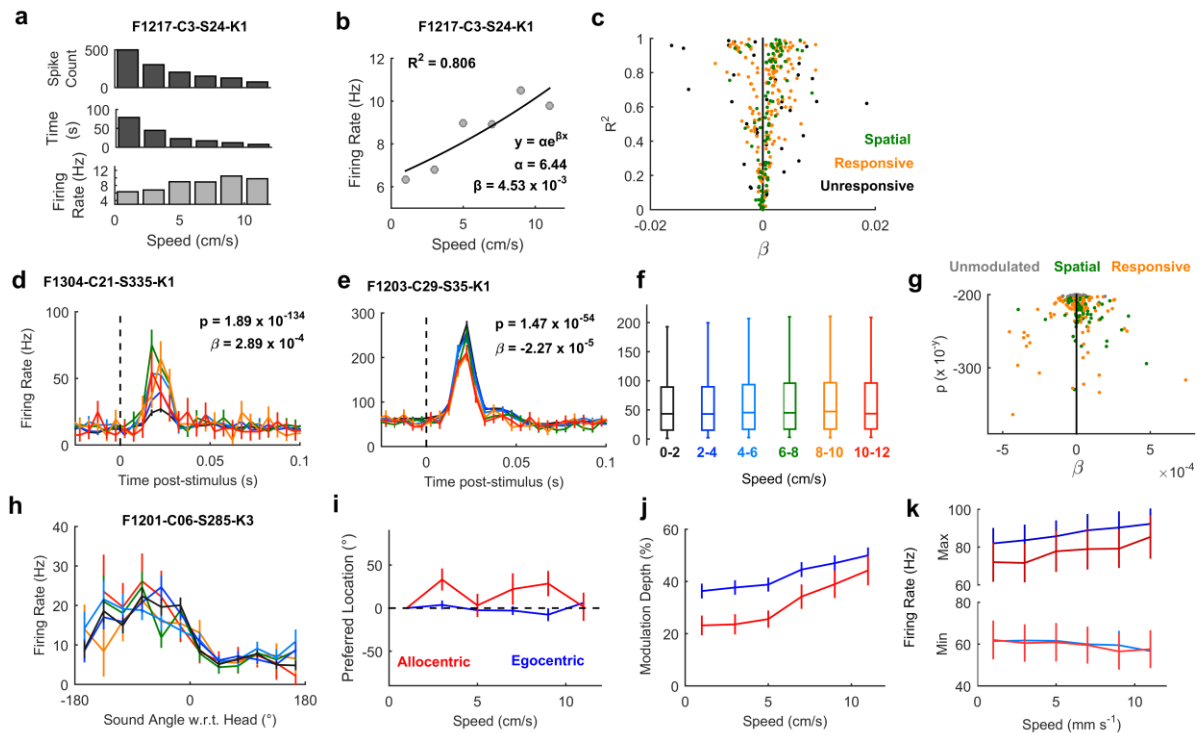 a
F1217-C3-S24-K1
Spike
Count
500
0
Time
(s)
100
50
0
Firing
Rate (Hz)
12
8
4
0 5 10
Speed (cm/s)
b
F1217-C3-S24-K1
Firing Rate (Hz)
12
10
8
6
R² = 0.806
y = αe^βx
α = 6.44
β = 4.53 x 10⁻³
0 5 10
Speed (cm/s)
c
R²
1
0.8
0.6
0.4
0.2
0
Spatial
Responsive
Unresponsive
-0.02 0 0.02
β
d
F1304-C21-S335-K1
Firing Rate (Hz)
100
50
0
p = 1.89 x 10⁻¹³⁴
β = 2.89 x 10⁻⁴
0 0.05 0.1
Time post-stimulus (s)
e
F1203-C29-S35-K1
300
200
100
0
p = 1.47 x 10⁻⁵⁴
β = -2.27 x 10⁻⁵
0 0.05 0.1
Time post-stimulus (s)
f
200
150
100
50
0
0-2 2-4 4-6 6-8 8-10 10-12
Speed (cm/s)
g
Unmodulated Spatial Responsive
p (x 10⁻ʸ)
-200
-300
-5 0 5
β ×10⁻⁴
h
F1201-C06-S285-K3
Firing Rate (Hz)
40
30
20
10
0
-180 0 180
Sound Angle w.r.t. Head (°)
i
Preferred Location (°)
50
0
-50
Allocentric Egocentric
0 5 10
Speed (cm/s)
j
Modulation Depth (%)
60
40
20
0
0 5 10
Speed (cm/s)
k
Firing Rate (Hz)
Max
100
80
60
Min
80
60
40
0 5 10
Speed (mm s⁻¹)